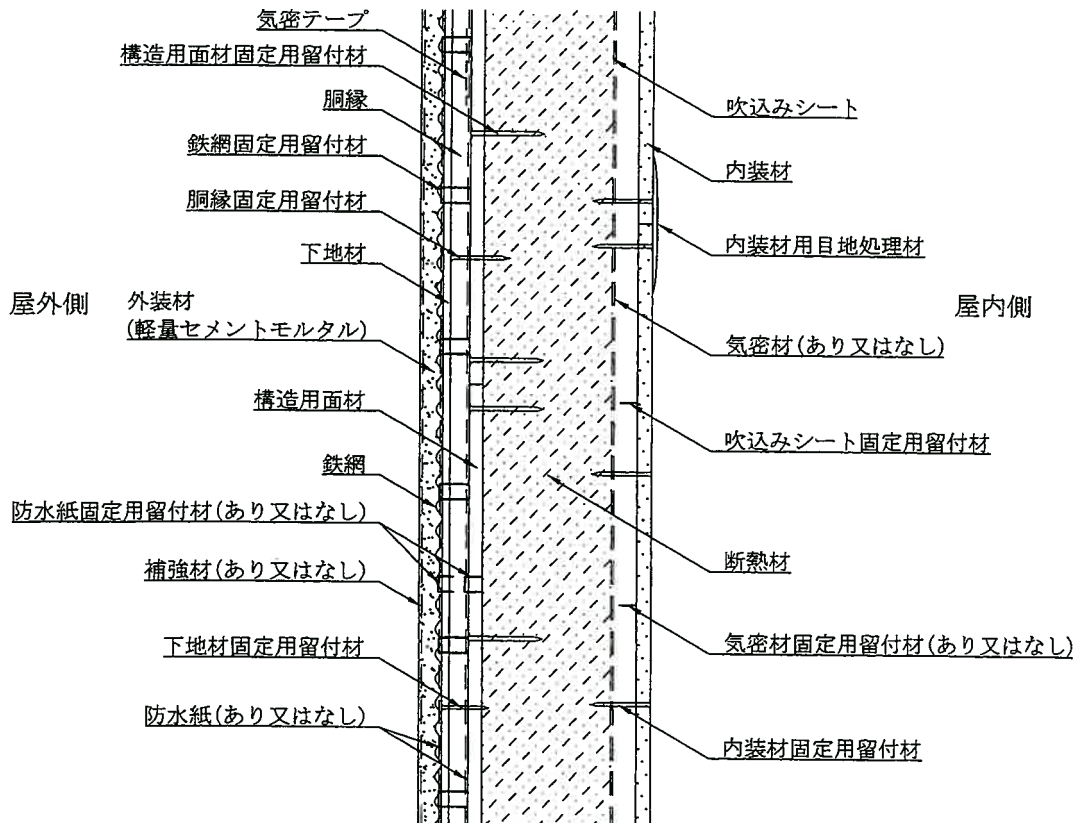 気密テープ
構造用面材固定用留付材
胴縁
鉄網固定用留付材
胴縁固定用留付材
下地材
屋外側
外装材
(軽量セメントモルタル)
構造用面材
鉄網
防水紙固定用留付材(あり又はなし)
補強材(あり又はなし)
下地材固定用留付材
防水紙(あり又はなし)
吹込みシート
内装材
内装材用目地処理材
屋内側
気密材(あり又はなし)
吹込みシート固定用留付材
断熱材
気密材固定用留付材(あり又はなし)
内装材固定用留付材